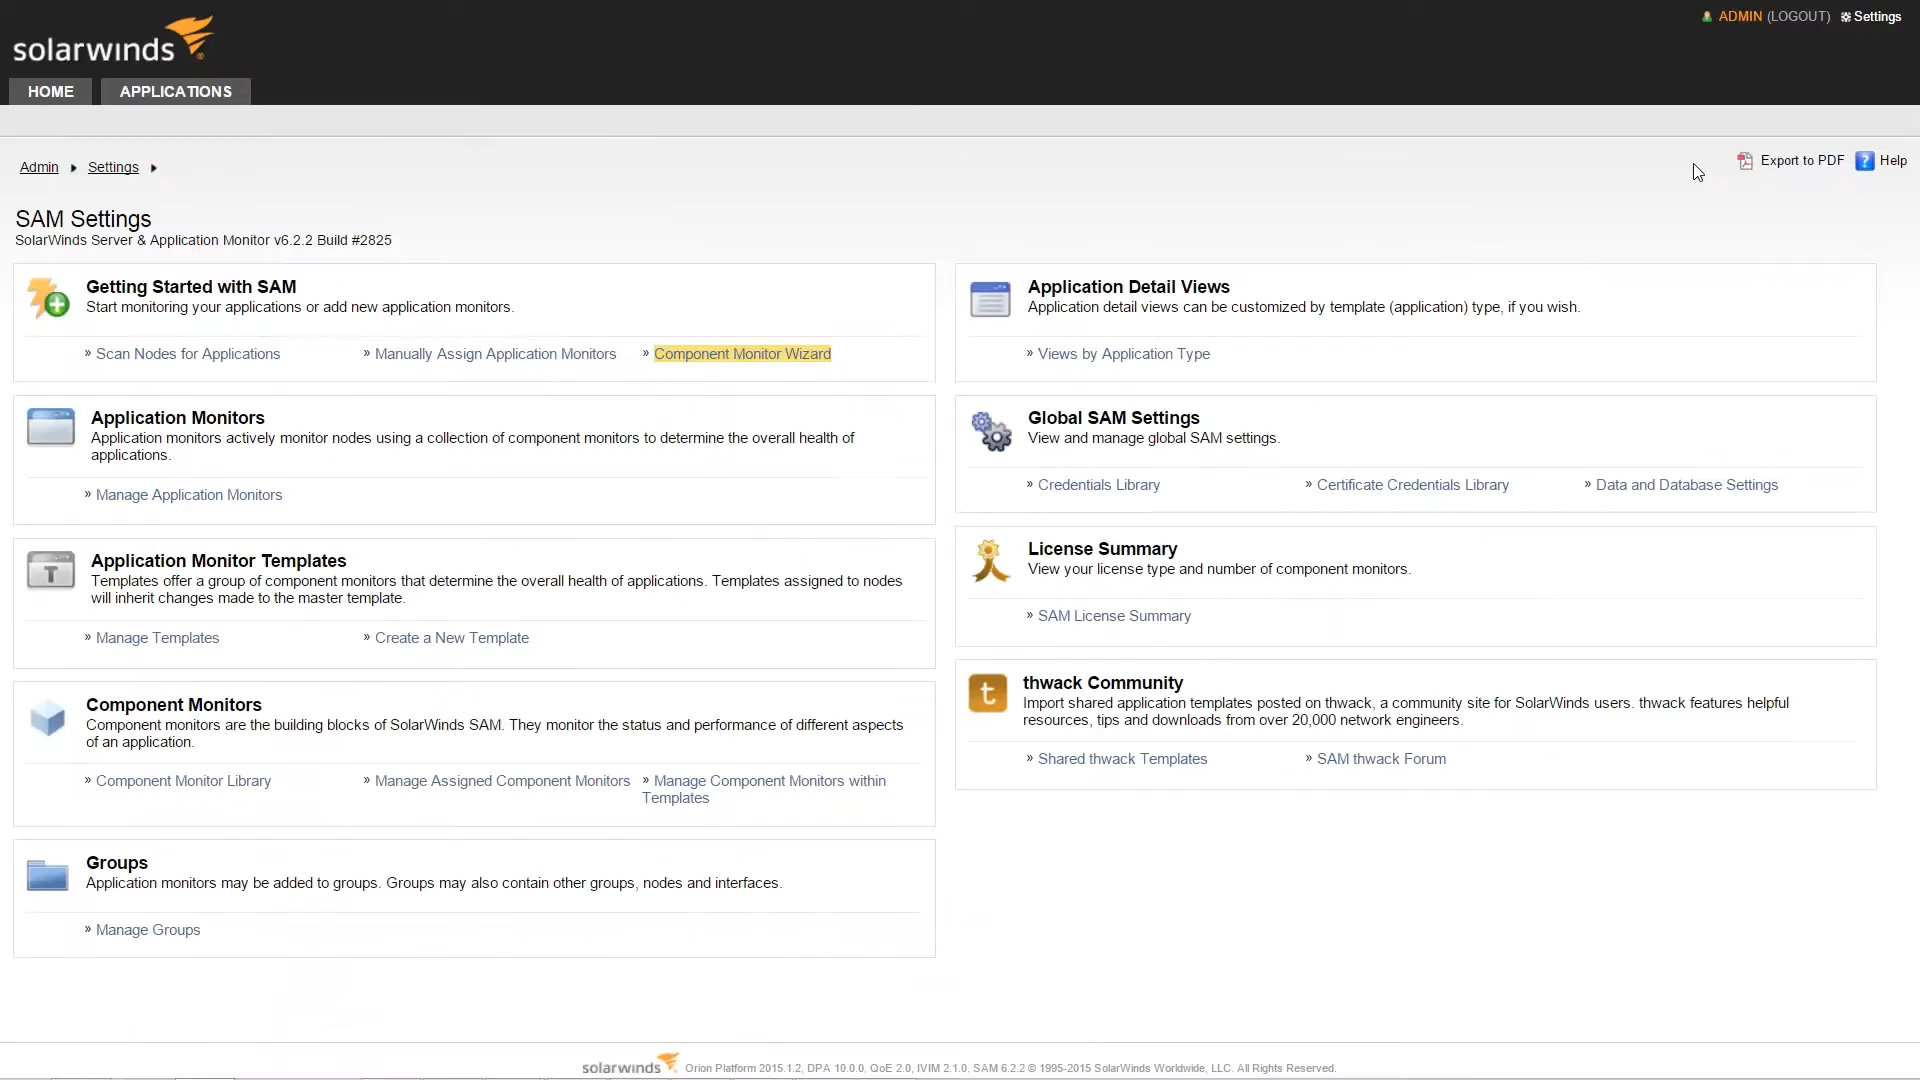 solarwinds
ADMIN (LOGOUT) Settings
HOME APPLICATIONS
Admin Settings
Export to PDF ? Help
SAM Settings
SolarWinds Server & Application Monitor v6.2.2 Build #2825
Getting Started with SAM
Start monitoring your applications or add new application monitors.
» Scan Nodes for Applications » Manually Assign Application Monitors » Component Monitor Wizard
Application Monitors
Application monitors actively monitor nodes using a collection of component monitors to determine the overall health of
applications.
» Manage Application Monitors
T
Application Monitor Templates
Templates offer a group of component monitors that determine the overall health of applications. Templates assigned to nodes
will inherit changes made to the master template.
» Manage Templates » Create a New Template
Component Monitors
Component monitors are the building blocks of SolarWinds SAM. They monitor the status and performance of different aspects
of an application.
» Component Monitor Library » Manage Assigned Component Monitors » Manage Component Monitors within
Templates
Groups
Application monitors may be added to groups. Groups may also contain other groups, nodes and interfaces.
» Manage Groups
Application Detail Views
Application detail views can be customized by template (application) type, if you wish.
» Views by Application Type
Global SAM Settings
View and manage global SAM settings.
» Credentials Library » Certificate Credentials Library » Data and Database Settings
License Summary
View your license type and number of component monitors.
» SAM License Summary
t
thwack Community
Import shared application templates posted on thwack, a community site for SolarWinds users. thwack features helpful
resources, tips and downloads from over 20,000 network engineers.
» Shared thwack Templates » SAM thwack Forum
solarwinds Orion Platform 2015.1.2, DPA 10.0.0, QoE 2.0, IVIM 2.1.0, SAM 6.2.2 © 1995-2015 SolarWinds Worldwide, LLC. All Rights Reserved.